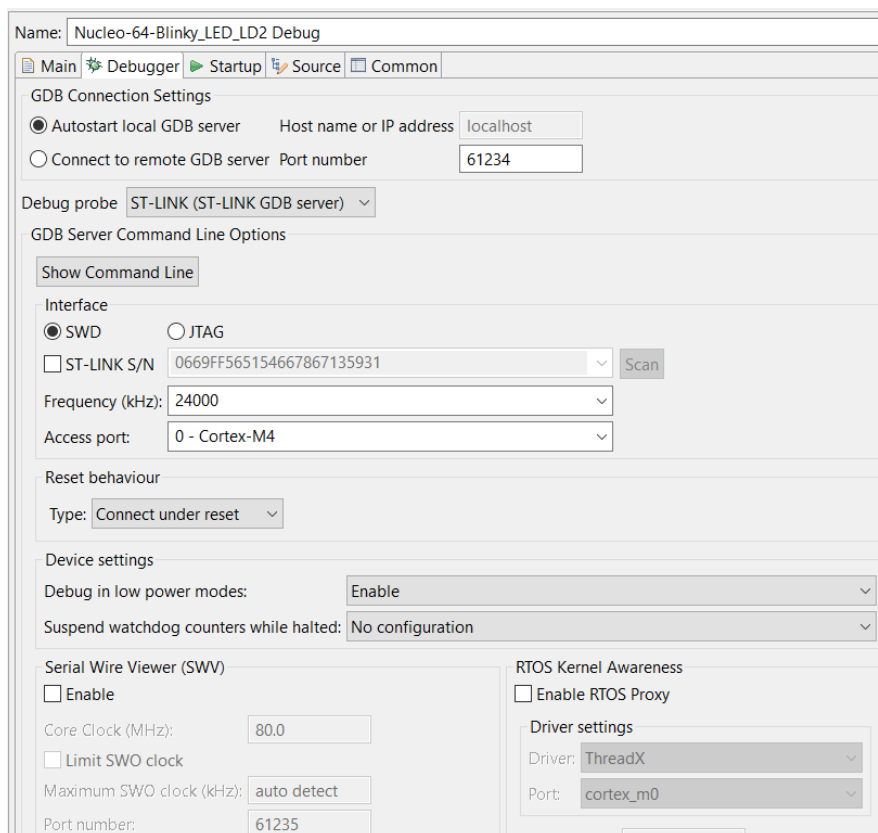 Name: Nucleo-64-Blinky_LED_LD2 Debug
Main Debugger Startup Source Common
GDB Connection Settings
Autostart local GDB server Host name or IP address localhost
Connect to remote GDB server Port number 61234
Debug probe ST-LINK (ST-LINK GDB server)
GDB Server Command Line Options
Show Command Line
Interface
SWD JTAG
ST-LINK S/N 0669FF565154667867135931 Scan
Frequency (kHz): 24000
Access port: 0 - Cortex-M4
Reset behaviour
Type: Connect under reset
Device settings
Debug in low power modes: Enable
Suspend watchdog counters while halted: No configuration
Serial Wire Viewer (SWV)
Enable
Core Clock (MHz): 80.0
Limit SWO clock
Maximum SWO clock (kHz): auto detect
Port number: 61235
RTOS Kernel Awareness
Enable RTOS Proxy
Driver settings
Driver: ThreadX
Port: cortex_m0